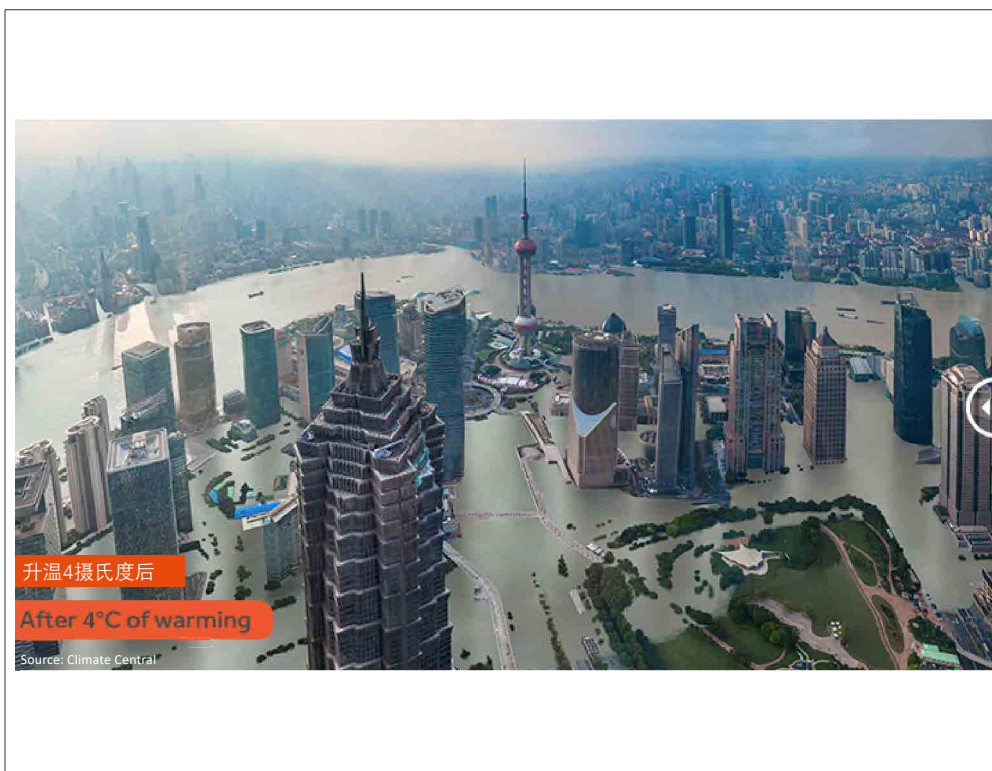 升温4摄氏度后
After 4°C of warming
Source: Climate Central